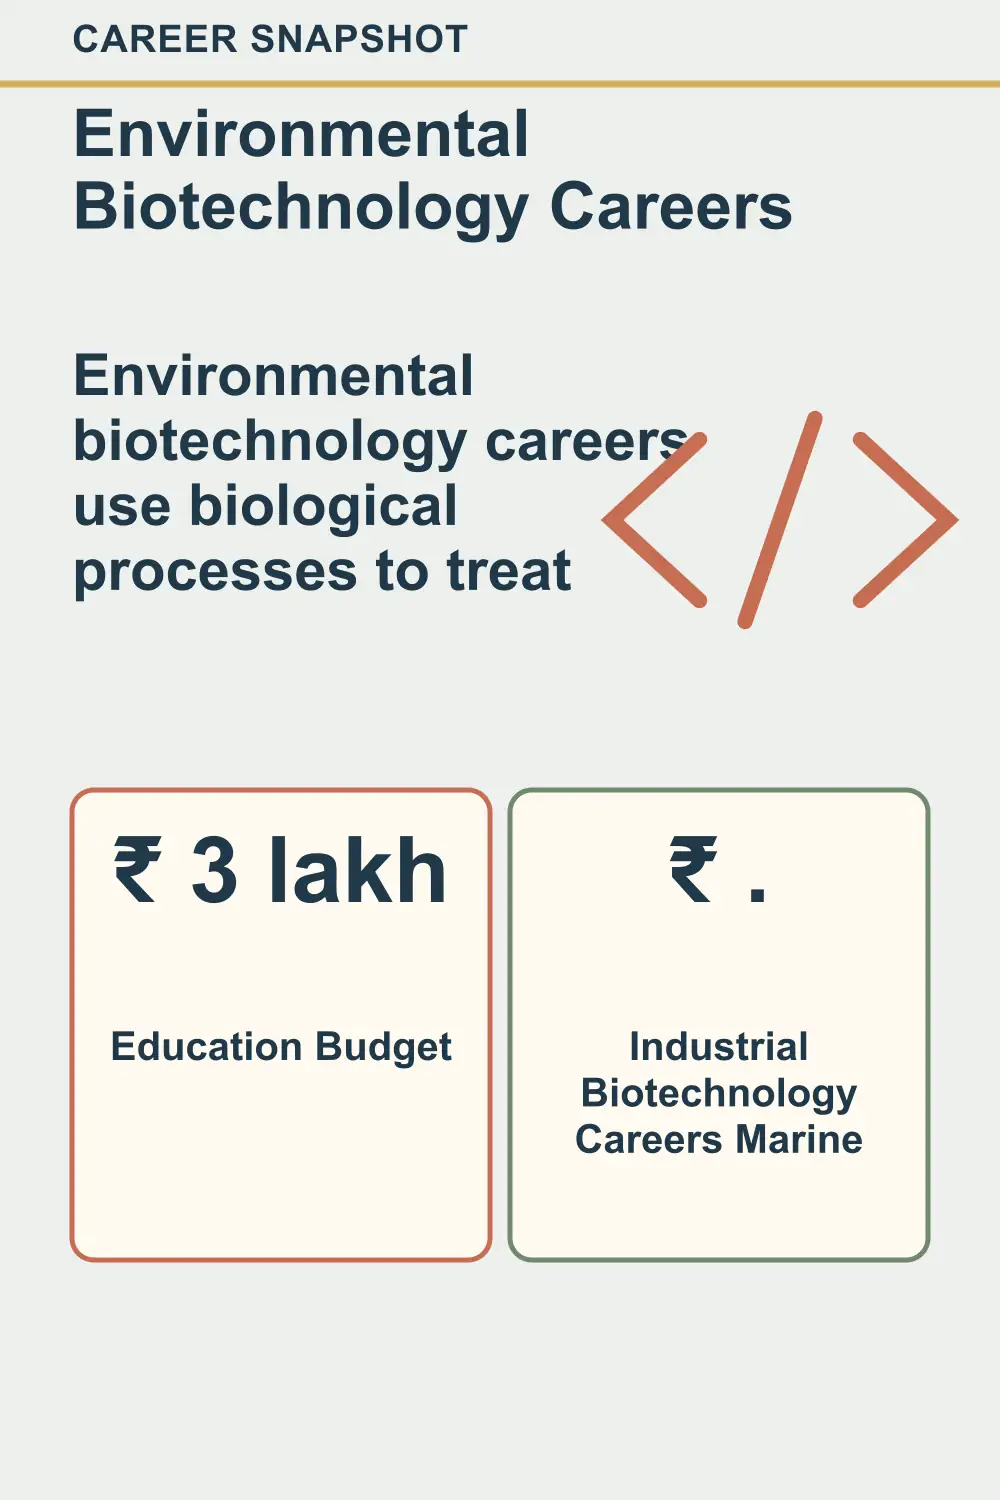 CAREER SNAPSHOT
Environmental
Biotechnology Careers
Environmental
biotechnology careers
use biological
processes to treat
₹ 3 lakh
Education Budget
₹ .
Industrial
Biotechnology
Careers Marine